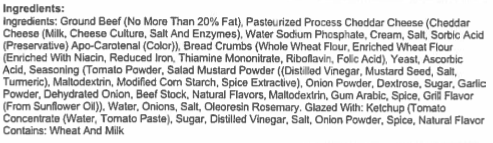 Ingredients:
Ingredients: Ground Beef (No More Than 20% Fat), Pasteurized Process Cheddar Cheese (Cheddar
Cheese (Milk, Cheese Culture, Salt And Enzymes), Water Sodium Phosphate, Cream, Salt, Sorbic Acid
(Preservative) Apo-Carotenal (Color)), Bread Crumbs (Whole Wheat Flour, Enriched Wheat Flour
(Enriched With Niacin, Reduced Iron, Thiamine Mononitrate, Riboflavin, Folic Acid), Yeast, Ascorbic
Acid, Seasoning (Tomato Powder, Salad Mustard Powder ((Distilled Vinegar, Mustard Seed, Salt,
Turmeric), Maltodextrin, Modified Corn Starch, Spice Extractive), Onion Powder, Dextrose, Sugar, Garlic
Powder, Dehydrated Onion, Beef Stock, Natural Flavors, Maltodextrin, Gum Arabic, Spice, Grill Flavor
(From Sunflower Oil)), Water, Onions, Salt, Oleoresin Rosemary. Glazed With: Ketchup (Tomato
Concentrate (Water, Tomato Paste), Sugar, Distilled Vinegar, Salt, Onion Powder, Spice, Natural Flavor
Contains: Wheat And Milk